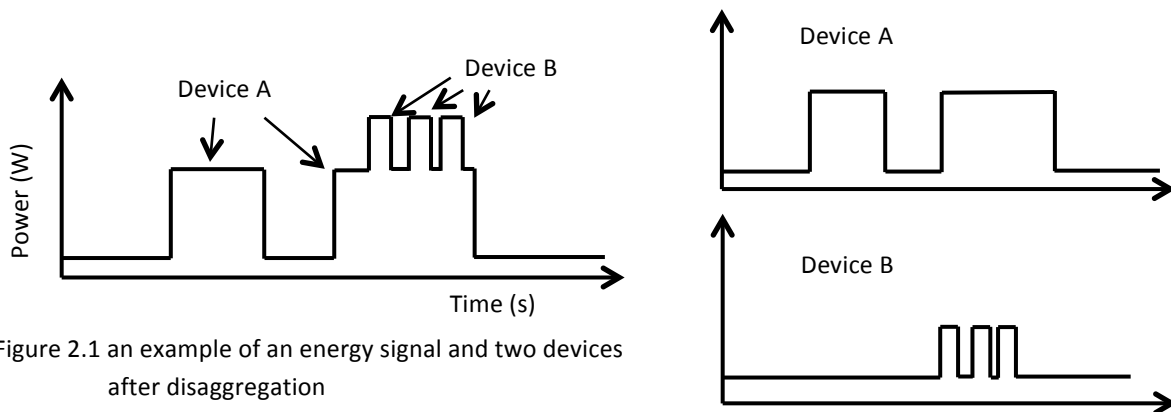 Device A
Device B
Power (W)
Time (s)
igure 2.1 an example of an energy signal and two devices
after disaggregation
Device A
Device B